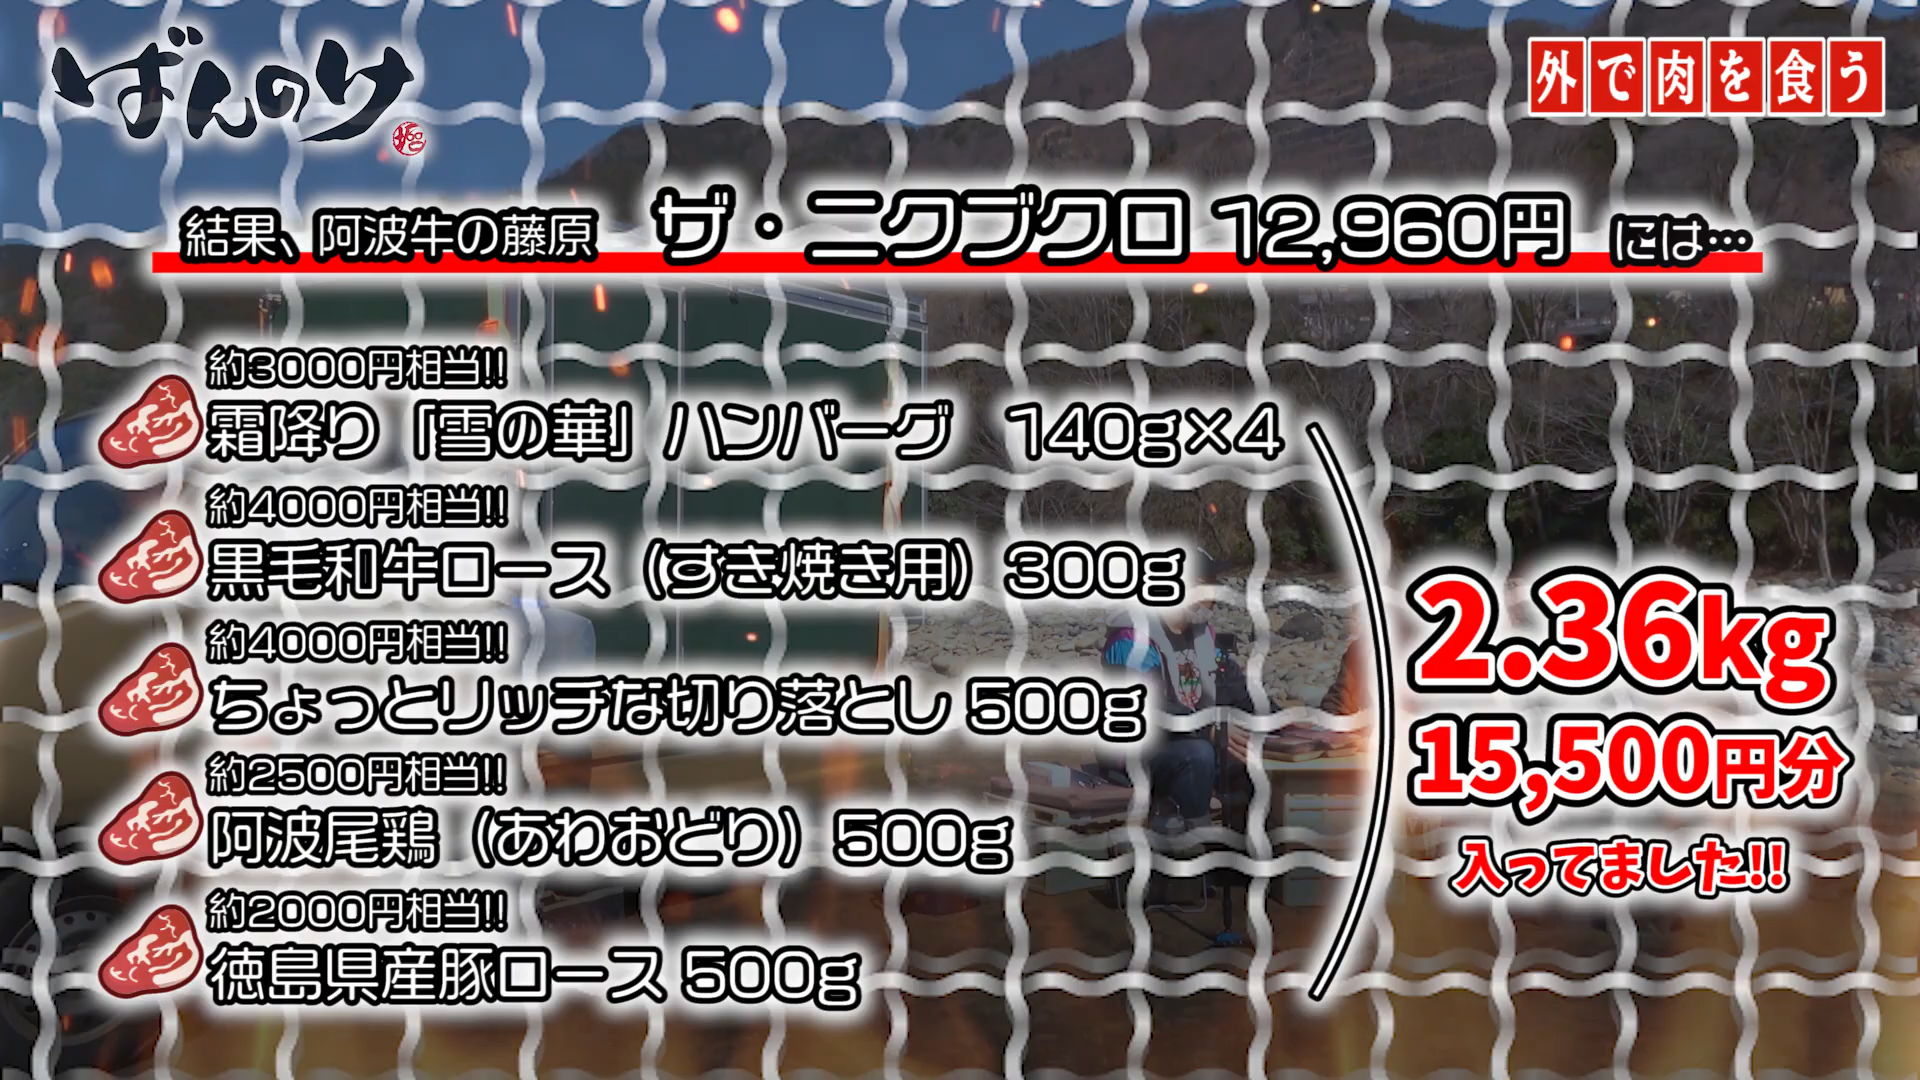 ばんのけ
外で肉を食う
結果、阿波牛の藤原 ザ・ニクブクロ 12,960円 には…
約3000円相当!!
霜降り「雪の華」ハンバーグ 140g×4
約4000円相当!!
黒毛和牛ロース（すき焼き用）300g
約4000円相当!!
ちょっとリッチな切り落とし 500g
約2500円相当!!
阿波尾鶏（あわおどり）500g
約2000円相当!!
徳島県産豚ロース 500g
2.36kg
15,500円分
入ってました!!